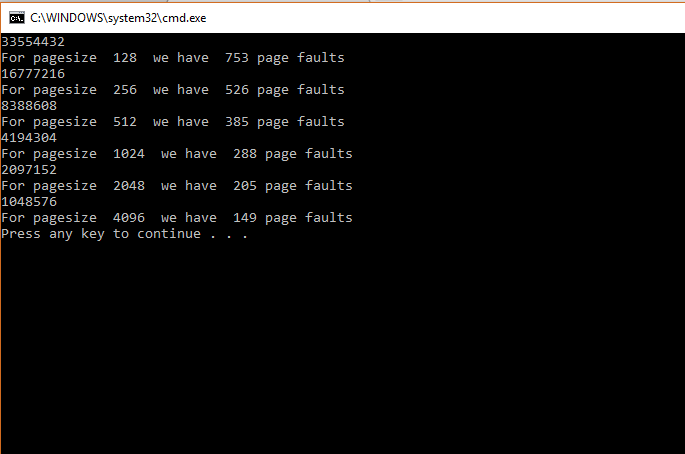 C:\WINDOWS\system32\cmd.exe
33554432
For pagesize  128  we have  753 page faults
16777216
For pagesize  256  we have  526 page faults
8388608
For pagesize  512  we have  385 page faults
4194304
For pagesize  1024  we have  288 page faults
2097152
For pagesize  2048  we have  205 page faults
1048576
For pagesize  4096  we have  149 page faults
Press any key to continue . . .